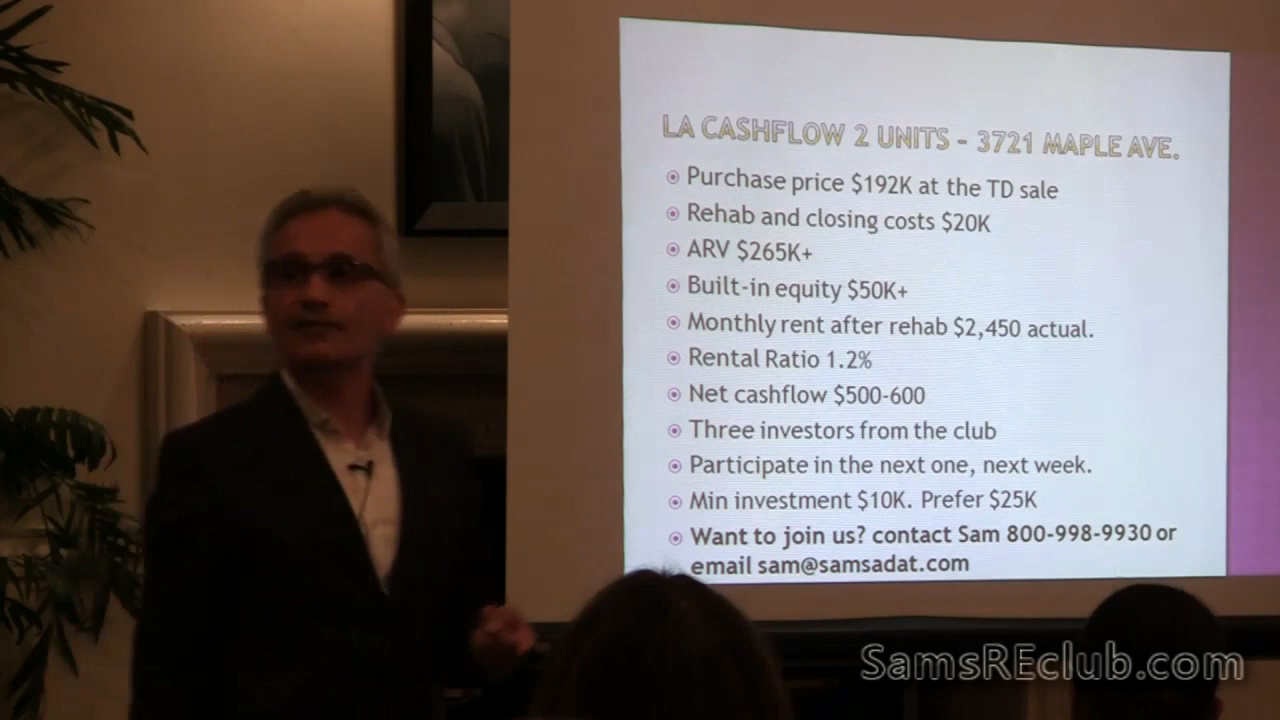 LA CASHFLOW 2 UNITS - 3721 MAPLE AVE.
Purchase price $192K at the TD sale
Rehab and closing costs $20K
ARV $265K+
Built-in equity $50K+
Monthly rent after rehab $2,450 actual.
Rental Ratio 1.2%
Net cashflow $500-600
Three investors from the club
Participate in the next one, next week.
Min investment $10K. Prefer $25K
Want to join us? contact Sam 800-998-9930 or
email sam@samsadat.com
SamsREclub.com